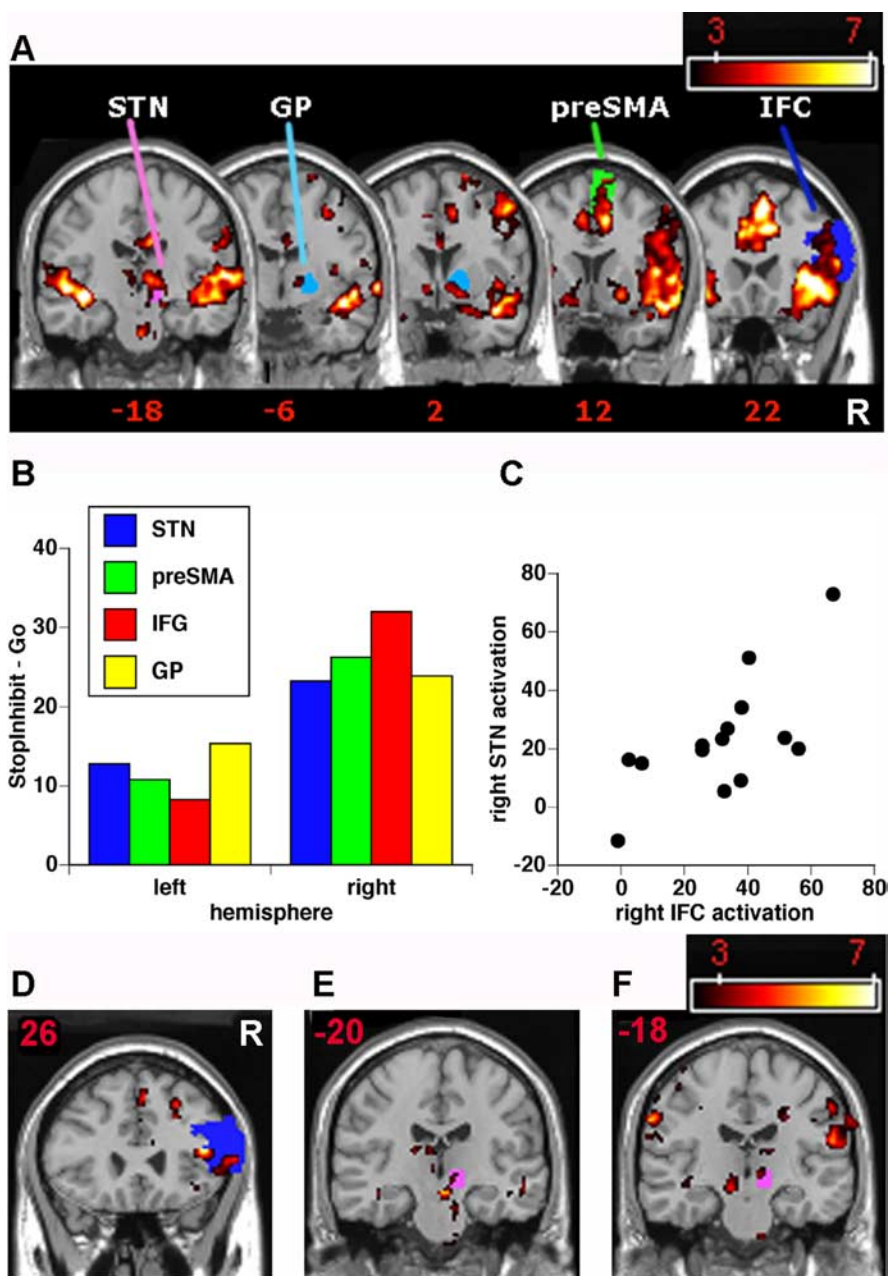 A
3 7
STN GP preSMA IFC
-18 -6 2 12 22 R
B
C
StopInhibit - Go
40
30
20
10
0
STN
preSMA
IFG
GP
left right
hemisphere
right STN activation
80
60
40
20
0
-20
-20 0 20 40 60 80
right IFC activation
3 7
D E F
26 R
-20
-18